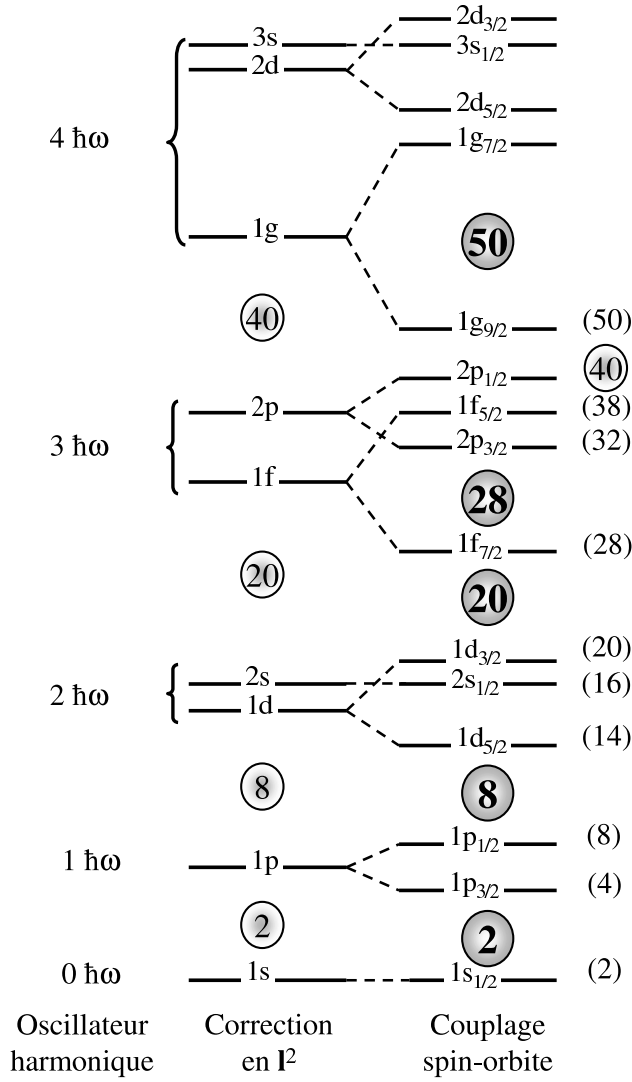 2d3/2
3s 3s1/2
2d
2d5/2
4 ħω 1g7/2
1g 50
40 1g9/2 (50)
2p1/2 40
2p 1f5/2 (38)
3 ħω 2p3/2 (32)
1f 28
1f7/2 (28)
20 20
1d3/2 (20)
2s 2s1/2 (16)
2 ħω 1d
1d5/2 (14)
8 8
1p1/2 (8)
1 ħω 1p
1p3/2 (4)
2 2
0 ħω 1s 1s1/2 (2)
Oscillateur
harmonique
Correction
en l²
Couplage
spin-orbite